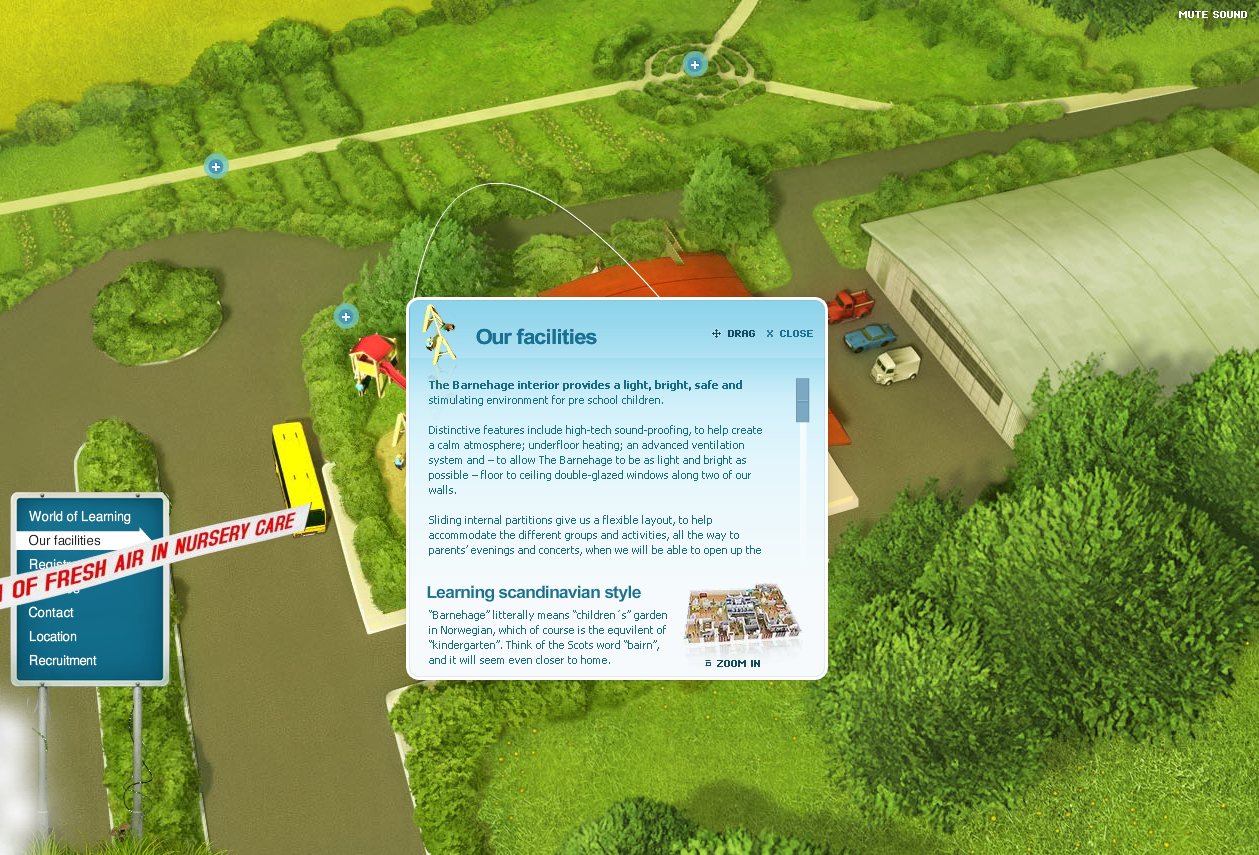 MUTE SOUND
Our facilities
DRAG X CLOSE
The Barnehage interior provides a light, bright, safe and
stimulating environment for pre school children.
Distinctive features include high-tech sound-proofing, to help create
a calm atmosphere; underfloor heating; an advanced ventilation
system and – to allow The Barnehage to be as light and bright as
possible – floor to ceiling double-glazed windows along two of our
walls.
Sliding internal partitions give us a flexible layout, to help
accommodate the different groups and activities, all the way to
parents’ evenings and concerts, when we will be able to open up the
Learning scandinavian style
“Barnehage” litterally means “children´s” garden
in Norwegian, which of course is the equvilent of
“kindergarten”. Think of the Scots word “bairn”,
and it will seem even closer to home.
ZOOM IN
World of Learning
Our facilities
OF FRESH AIR IN NURSERY CARE
Contact
Location
Recruitment